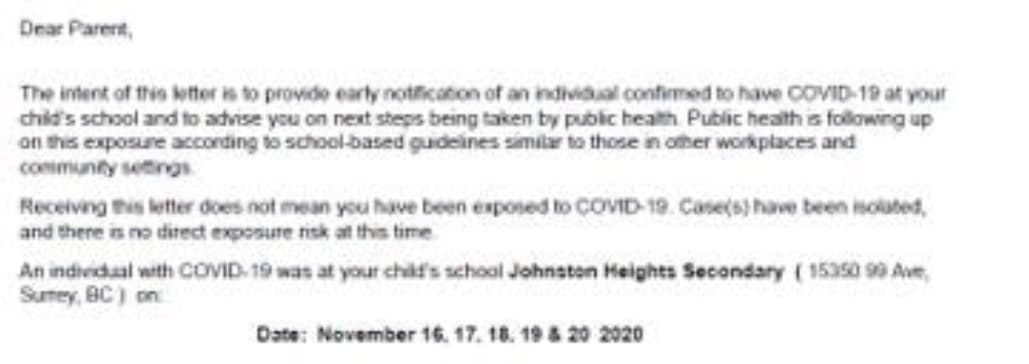 Dear Parent,
The intent of this letter is to provide early notification of an individual confirmed to have COVID-19 at your
child's school and to advise you on next steps being taken by public health. Public health is following up
on this exposure according to school-based guidelines similar to those in other workplaces and
community settings.
Receiving this letter does not mean you have been exposed to COVID-19. Case(s) have been isolated,
and there is no direct exposure risk at this time.
An individual with COVID-19 was at your child's school Johnston Heights Secondary ( 15350 99 Ave,
Surrey, BC ) on:
Date: November 16, 17, 18, 19 & 20 2020